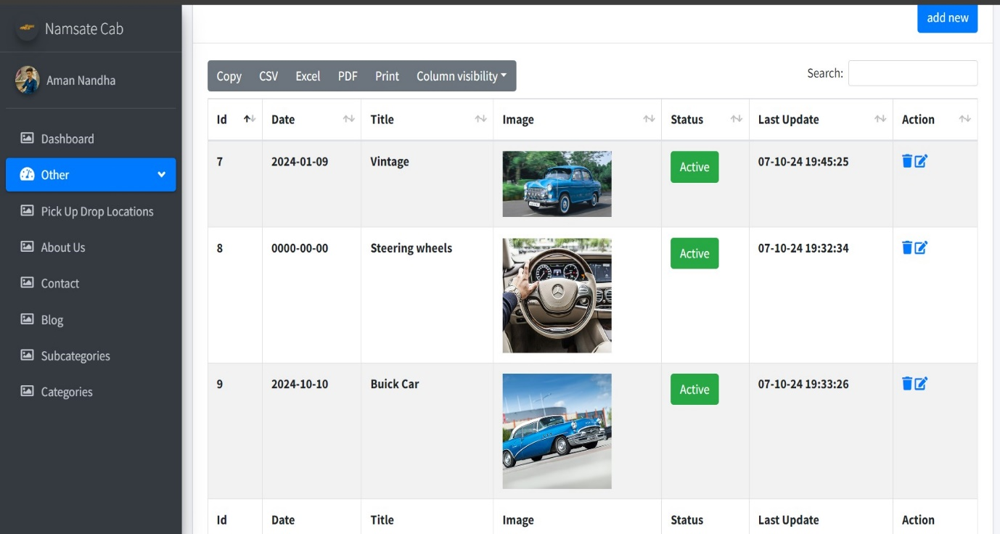 Namsate Cab
Aman Nandha
Dashboard
Other
Pick Up Drop Locations
About Us
Contact
Blog
Subcategories
Categories
add new
Copy CSV Excel PDF Print Column visibility
Search:
Id Date Title Image Status Last Update Action
7 2024-01-09 Vintage Active 07-10-24 19:45:25
8 0000-00-00 Steering wheels Active 07-10-24 19:32:34
9 2024-10-10 Buick Car Active 07-10-24 19:33:26
Id Date Title Image Status Last Update Action